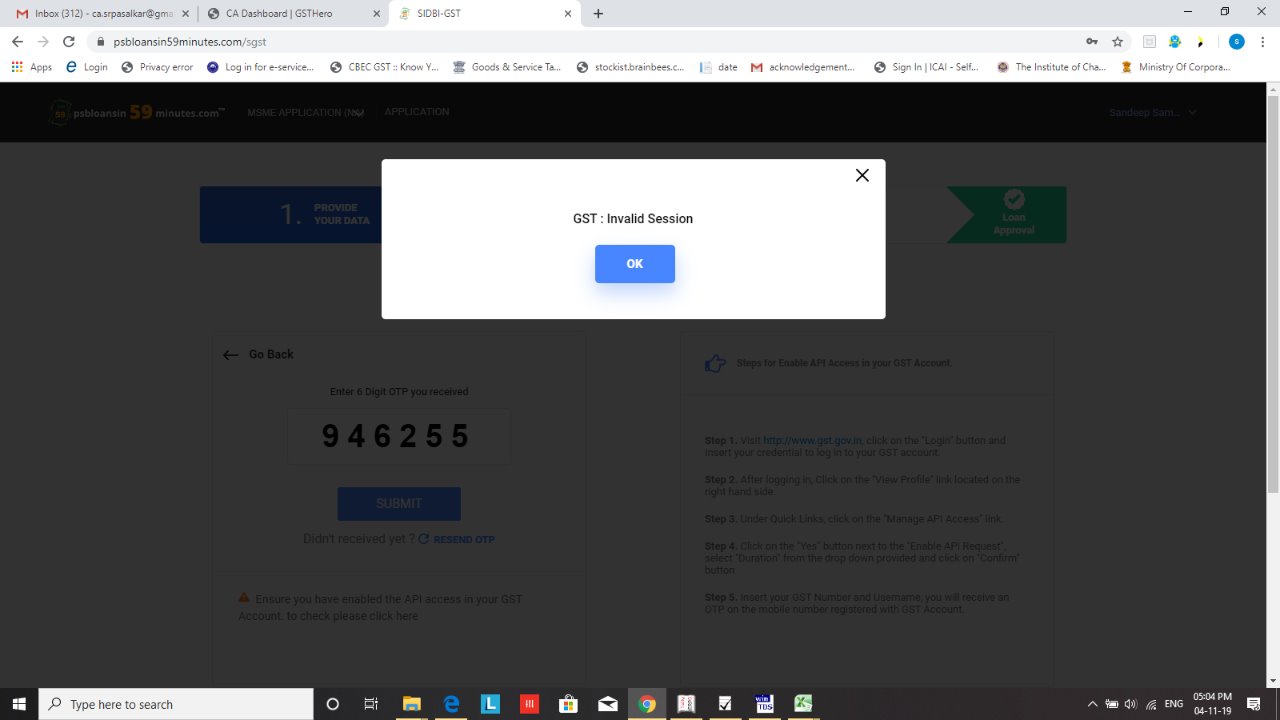 Inbox (312) - caspasalkar9@gmai
CA Desktop
SIDBI-GST
psbloansin59minutes.com/sgst
Apps
Login
Privacy error
Log in for e-service...
CBEC GST :: Know Y...
Goods & Service Ta...
stockist.brainbees.c...
date
acknowledgement...
Sign In | ICAI - Self...
The Institute of Cha...
Ministry Of Corpora...
psbloansin 59 minutes.com™
MSME APPLICATION
APPLICATION
Sandeep Sam...
1. PROVIDE
YOUR DATA
Loan
Approval
GST : Invalid Session
OK
Go Back
Enter 6 Digit OTP you received
946255
SUBMIT
Didn't received yet ? RESEND OTP
Ensure you have enabled the API access in your GST
Account. to check please click here
Steps for Enable API Access in your GST Account.
Step 1. Visit http://www.gst.gov.in, click on the "Login" button and
insert your credential to log in to your GST account.
Step 2. After logging in, Click on the "View Profile" link located on the
right hand side.
Step 3. Under Quick Links, click on the "Manage API Access" link.
Step 4. Click on the "Yes" button next to the "Enable API Request",
select "Duration" from the drop down provided and click on "Confirm"
button
Step 5. Insert your GST Number and Username, you will receive an
OTP on the mobile number registered with GST Account.
Type here to search
ENG
05:04 PM
04-11-19